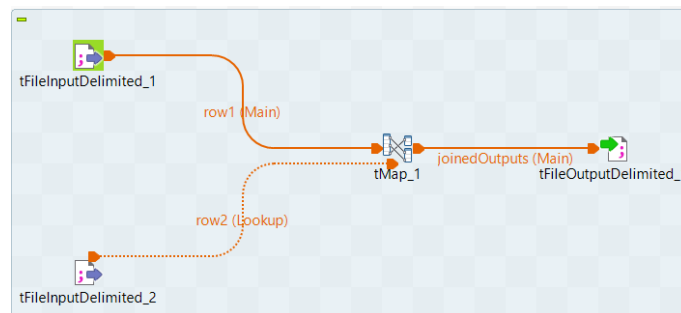 tFileInputDelimited_1
row1 (Main)
joinedOutputs (Main)
tMap_1
tFileOutputDelimited_
row2 (Lookup)
tFileInputDelimited_2